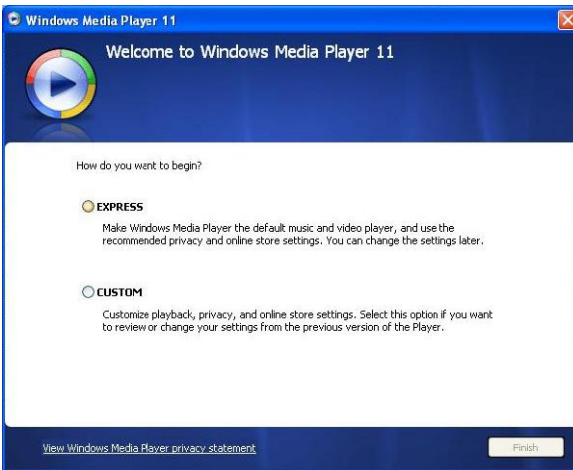 Windows Media Player 11
Welcome to Windows Media Player 11
How do you want to begin?
EXPRESS
Make Windows Media Player the default music and video player, and use the
recommended privacy and online store settings. You can change the settings later.
CUSTOM
Customize playback, privacy, and online store settings. Select this option if you want
to review or change your settings from the previous version of the Player.
View Windows Media Player privacy statement
Finish